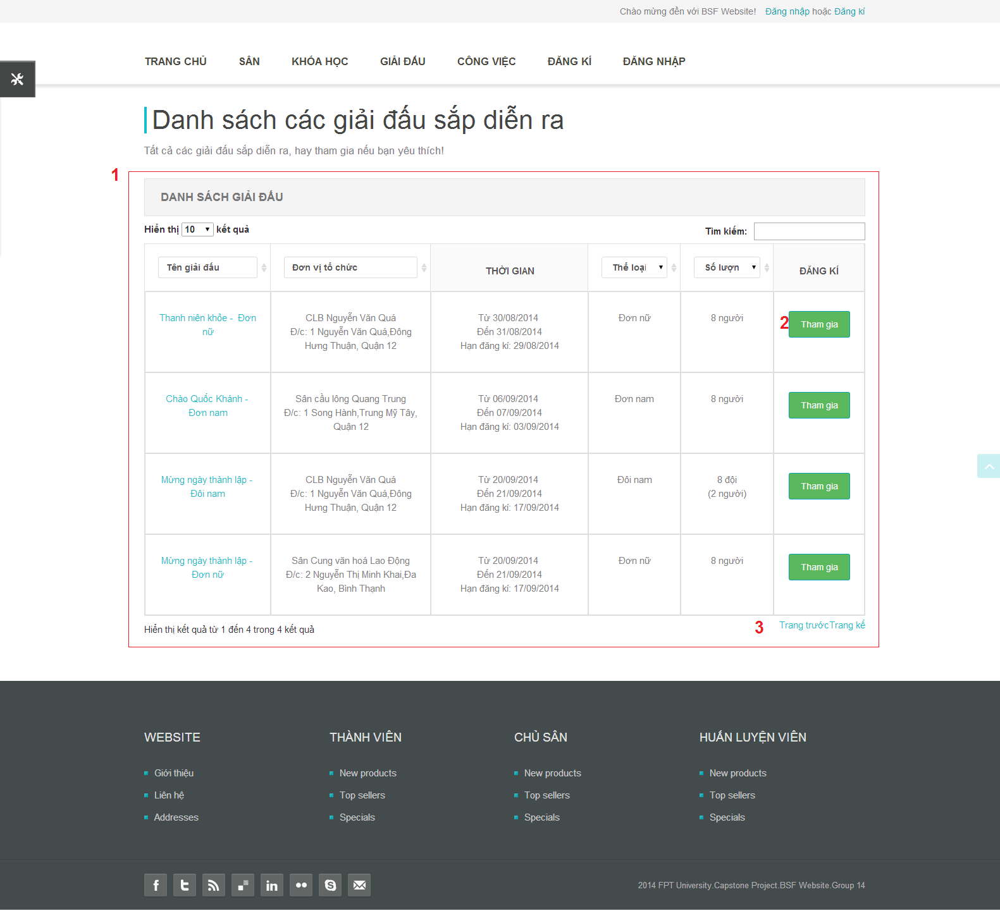 Chào mừng đến với BSF Website! Đăng nhập hoặc Đăng kí
TRANG CHỦ SÂN KHÓA HỌC GIẢI ĐẤU CÔNG VIỆC ĐĂNG KÍ ĐĂNG NHẬP
Danh sách các giải đấu sắp diễn ra
Tất cả các giải đấu sắp diễn ra, hay tham gia nếu bạn yêu thích!
1
DANH SÁCH GIẢI ĐẤU
Hiển thị 10 kết quả Tìm kiếm:
Tên giải đấu Đơn vị tổ chức THỜI GIAN Thể loại Số lượn ĐĂNG KÍ
Thanh niên khỏe - Đơn CLB Nguyễn Văn Quá Từ 30/08/2014 Đơn nữ 8 người 2 Tham gia
nữ Đ/c: 1 Nguyễn Văn Quá,Đông Đến 31/08/2014
Hưng Thuận, Quận 12 Hạn đăng kí: 29/08/2014
Chào Quốc Khánh - Sân cầu lông Quang Trung Từ 06/09/2014 Đơn nam 8 người Tham gia
Đơn nam Đ/c: 1 Song Hành,Trung Mỹ Tây, Đến 07/09/2014
Quận 12 Hạn đăng kí: 03/09/2014
Mừng ngày thành lập - CLB Nguyễn Văn Quá Từ 20/09/2014 Đôi nam 8 đội Tham gia
Đôi nam Đ/c: 1 Nguyễn Văn Quá,Đông Đến 21/09/2014 (2 người)
Hưng Thuận, Quận 12 Hạn đăng kí: 17/09/2014
Mừng ngày thành lập - Sân Cung văn hoá Lao Động Từ 20/09/2014 Đơn nữ 8 người Tham gia
Đơn nữ Đ/c: 2 Nguyễn Thị Minh Khai,Đa Đến 21/09/2014
Kao, Bình Thạnh Hạn đăng kí: 17/09/2014
Hiển thị kết quả từ 1 đến 4 trong 4 kết quả 3 Trang trướcTrang kế
WEBSITE THÀNH VIÊN CHỦ SÂN HUẤN LUYỆN VIÊN
Giới thiệu New products New products New products
Liên hệ Top sellers Top sellers Top sellers
Addresses Specials Specials Specials
2014 FPT University.Capstone Project.BSF Website.Group 14